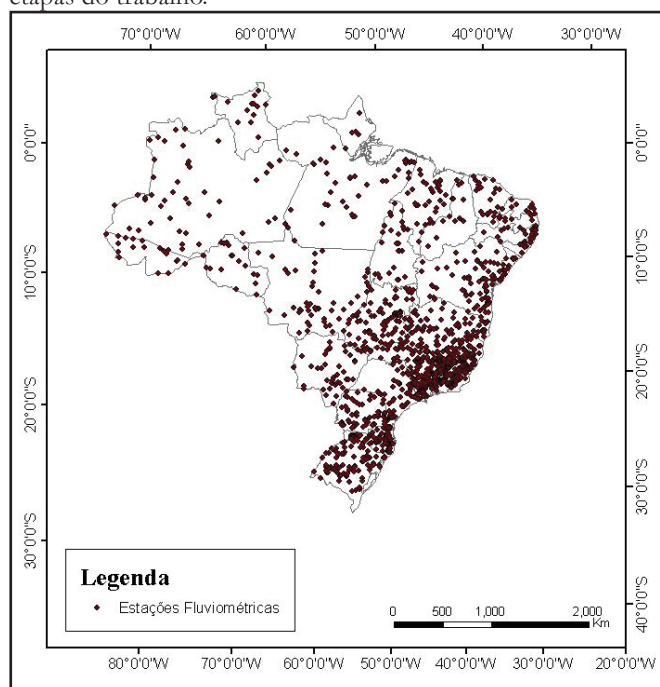 etapas do trabalho.
70°0'0"W 60°0'0"W 50°0'0"W 40°0'0"W 30°0'0"W
0°0'0"
10°0'0"S
20°0'0"S
30°0'0"S
0°0'0"
10°0'0"S
20°0'0"S
30°0'0"S
40°0'0"S
Legenda
Estações Fluviométricas
0 500 1,000 2,000
Km
80°0'0"W 70°0'0"W 60°0'0"W 50°0'0"W 40°0'0"W 30°0'0"W 20°0'0"W